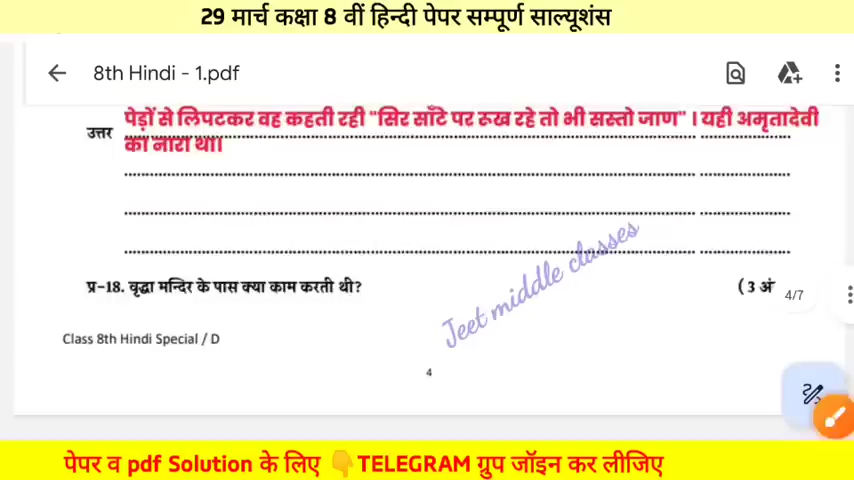 29 मार्च कक्षा 8 वीं हिन्दी पेपर सम्पूर्ण साल्यूशंस
8th Hindi - 1.pdf
पेड़ों से लिपटकर वह कहती रही "सिर साँटे पर रूख रहे तो भी सस्तो जाण" । यही अमृतादेवी
उत्तर
का नारा था।
प्र-18. वृद्धा मन्दिर के पास क्या काम करती थी?
( 3 अं
4/7
Jeet middle classes
Class 8th Hindi Special / D
4
पेपर व pdf Solution के लिए 👇TELEGRAM ग्रुप जॉइन कर लीजिए